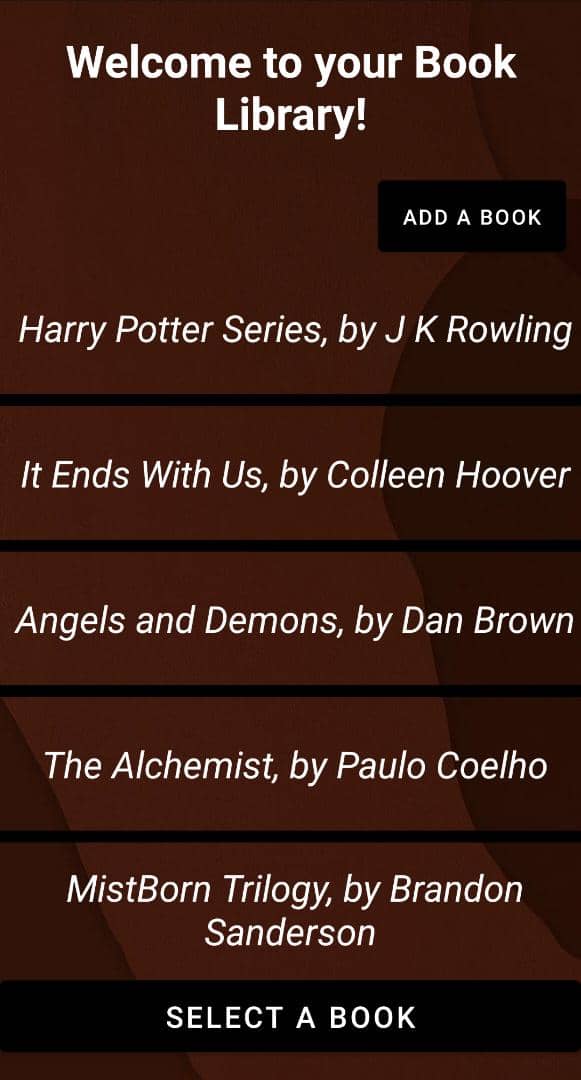 Welcome to your Book
Library!
ADD A BOOK
Harry Potter Series, by J K Rowling
It Ends With Us, by Colleen Hoover
Angels and Demons, by Dan Brown
The Alchemist, by Paulo Coelho
MistBorn Trilogy, by Brandon
Sanderson
SELECT A BOOK